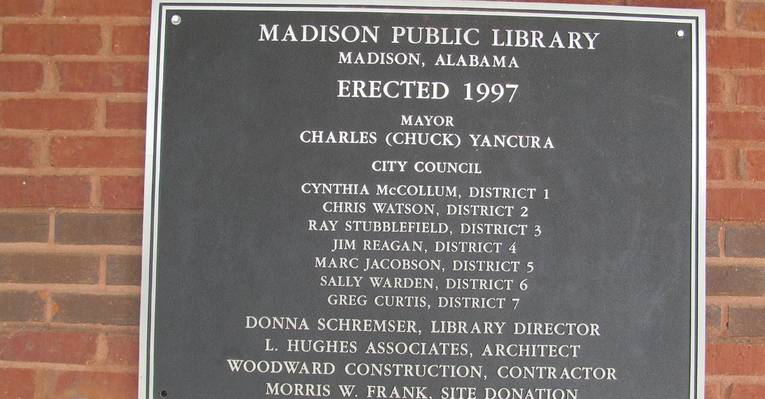 MADISON PUBLIC LIBRARY
MADISON, ALABAMA
ERECTED 1997
MAYOR
CHARLES (CHUCK) YANCURA
CITY COUNCIL
CYNTHIA McCOLLUM, DISTRICT 1
CHRIS WATSON, DISTRICT 2
RAY STUBBLEFIELD, DISTRICT 3
JIM REAGAN, DISTRICT 4
MARC JACOBSON, DISTRICT 5
SALLY WARDEN, DISTRICT 6
GREG CURTIS, DISTRICT 7
DONNA SCHREMSER, LIBRARY DIRECTOR
L. HUGHES ASSOCIATES, ARCHITECT
WOODWARD CONSTRUCTION, CONTRACTOR
MORRIS W. FRANK, SITE DONATION